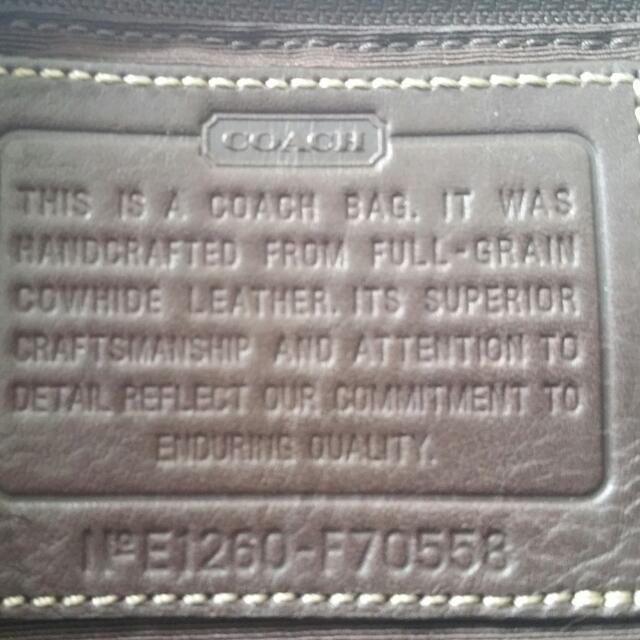 COACH
THIS IS A COACH BAG. IT WAS
HANDCRAFTED FROM FULL-GRAIN
COWHIDE LEATHER. ITS SUPERIOR
CRAFTSMANSHIP AND ATTENTION TO
DETAIL REFLECT OUR COMMITMENT TO
ENDURING QUALITY.
Nº E1260-F70558